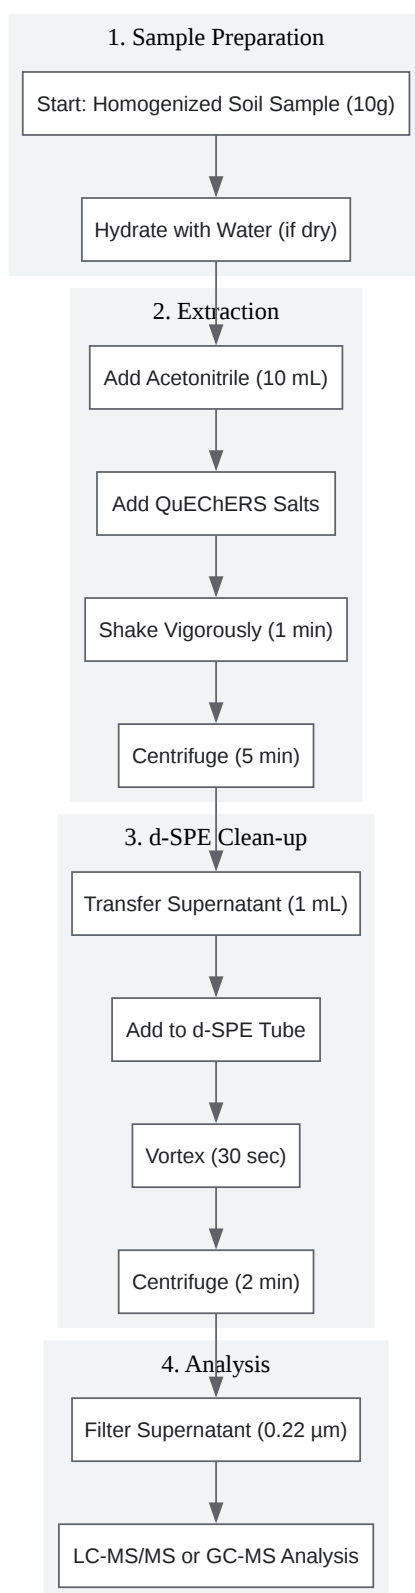 1. Sample Preparation
Start: Homogenized Soil Sample (10g)
Hydrate with Water (if dry)
2. Extraction
Add Acetonitrile (10 mL)
Add QuEChERS Salts
Shake Vigorously (1 min)
Centrifuge (5 min)
3. d-SPE Clean-up
Transfer Supernatant (1 mL)
Add to d-SPE Tube
Vortex (30 sec)
Centrifuge (2 min)
4. Analysis
Filter Supernatant (0.22 µm)
LC-MS/MS or GC-MS Analysis